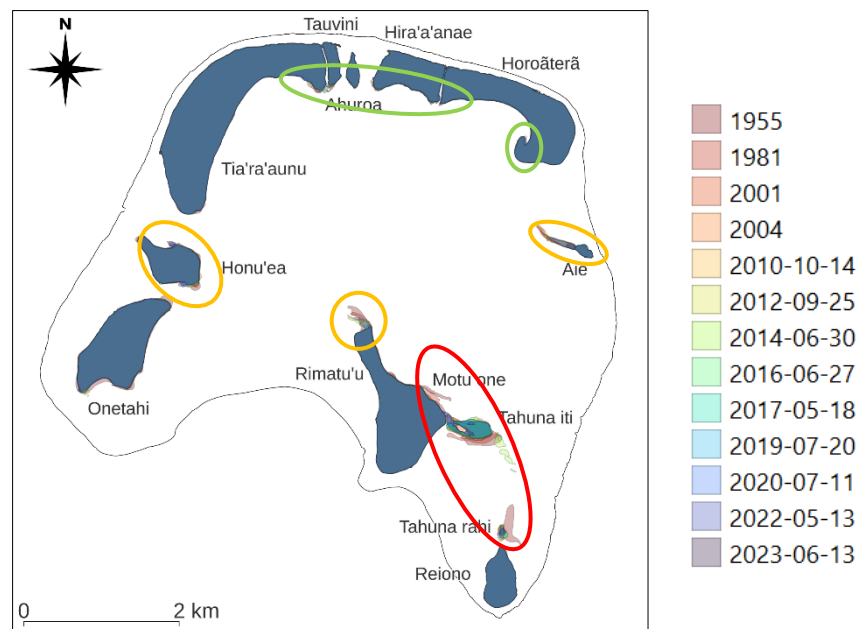 N
Tauvini
Hira'a'anae
Horoãterã
Ahuroa
Tia'ra'aunu
Honu'ea
Aie
Rimatu'u
Motu one
Onetahi
Tahuna iti
Tahuna rahi
Reiono
0 2 km
1955
1981
2001
2004
2010-10-14
2012-09-25
2014-06-30
2016-06-27
2017-05-18
2019-07-20
2020-07-11
2022-05-13
2023-06-13